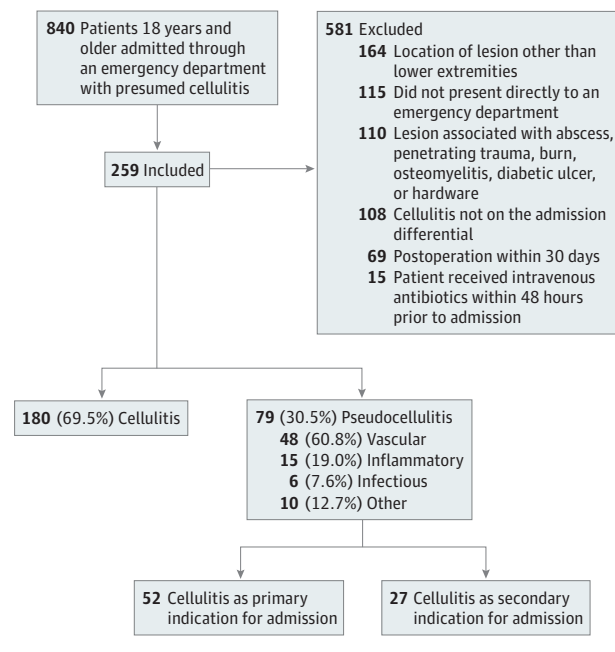 840 Patients 18 years and
older admitted through
an emergency department
with presumed cellulitis
581 Excluded
164 Location of lesion other than
lower extremities
115 Did not present directly to an
emergency department
110 Lesion associated with abscess,
penetrating trauma, burn,
osteomyelitis, diabetic ulcer,
or hardware
108 Cellulitis not on the admission
differential
69 Postoperation within 30 days
15 Patient received intravenous
antibiotics within 48 hours
prior to admission
259 Included
180 (69.5%) Cellulitis
79 (30.5%) Pseudocellulitis
48 (60.8%) Vascular
15 (19.0%) Inflammatory
6 (7.6%) Infectious
10 (12.7%) Other
52 Cellulitis as primary
indication for admission
27 Cellulitis as secondary
indication for admission